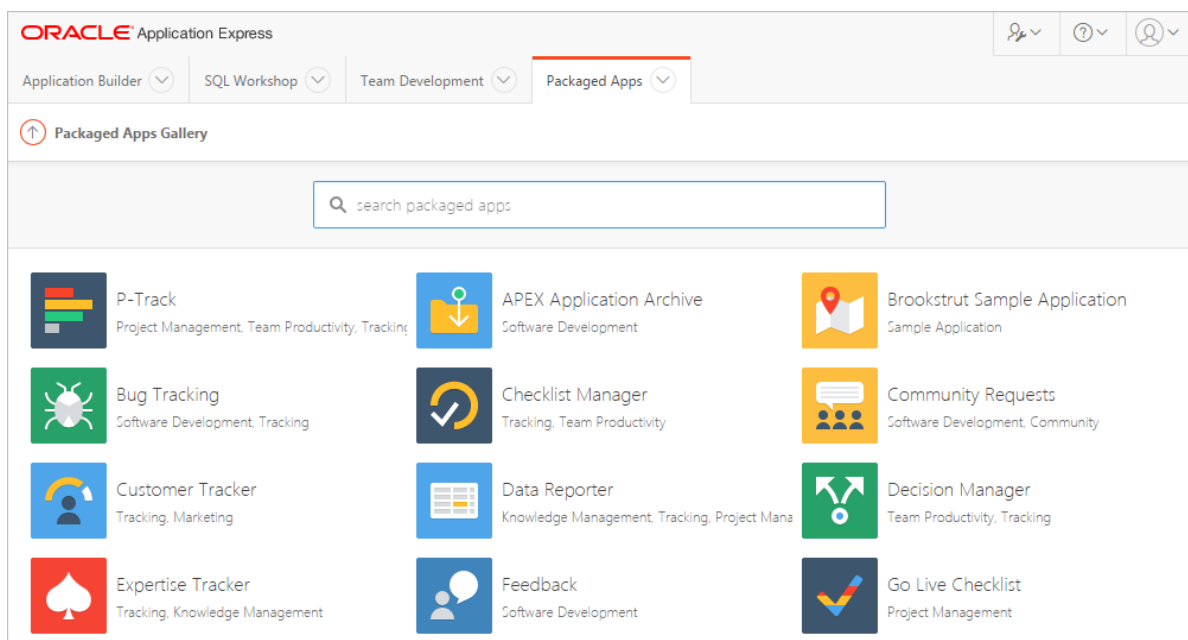 ORACLE Application Express
Application Builder SQL Workshop Team Development Packaged Apps
Packaged Apps Gallery
search packaged apps
P-Track APEX Application Archive Brookstrut Sample Application
Project Management, Team Productivity, Tracking Software Development Sample Application
Bug Tracking Checklist Manager Community Requests
Software Development, Tracking Tracking, Team Productivity Software Development, Community
Customer Tracker Data Reporter Decision Manager
Tracking, Marketing Knowledge Management, Tracking, Project Mana Team Productivity, Tracking
Expertise Tracker Feedback Go Live Checklist
Tracking, Knowledge Management Software Development Project Management